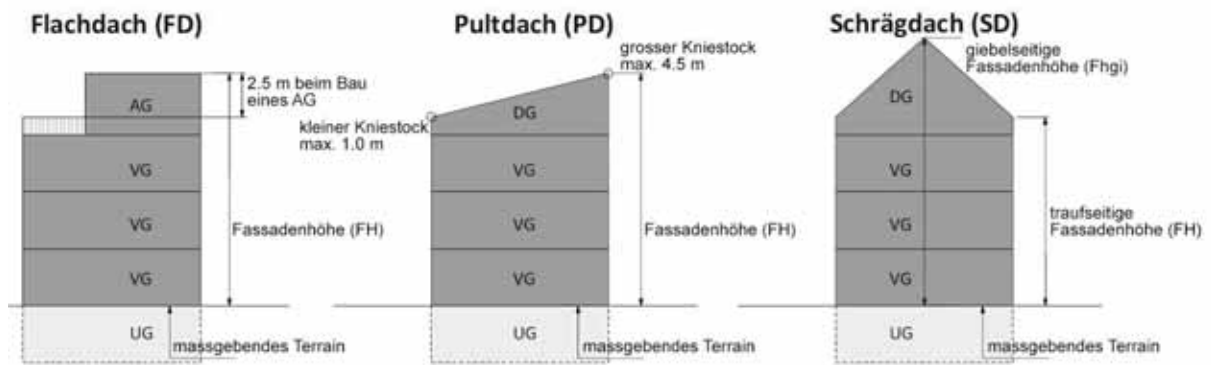 Flachdach (FD)
2.5 m beim Bau
eines AG
AG
VG
VG
VG
UG
Fassadenhöhe (FH)
massgebendes Terrain
Pultdach (PD)
grosser Kniestock
max. 4.5 m
kleiner Kniestock
max. 1.0 m
DG
VG
VG
VG
UG
Fassadenhöhe (FH)
massgebendes Terrain
Schrägdach (SD)
giebelseitige
Fassadenhöhe (Fhgi)
DG
VG
VG
VG
UG
traufseitige
Fassadenhöhe (FH)
massgebendes Terrain